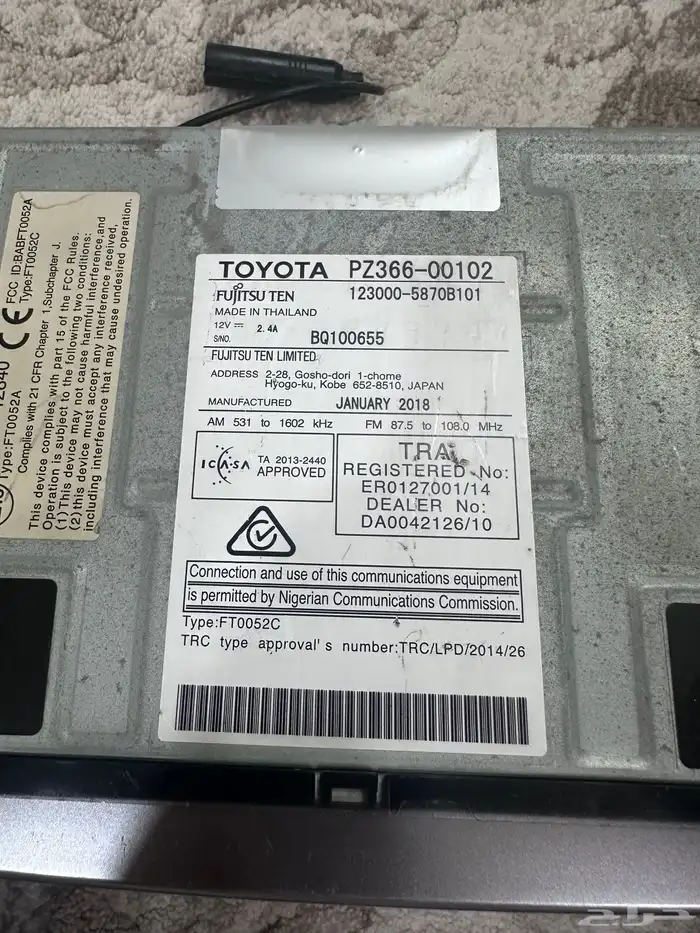 TOYOTA PZ366-00102
FUJITSU TEN 123000-5870B101
MADE IN THAILAND
12V 2.4A
S/NO. BQ100655
FUJITSU TEN LIMITED
ADDRESS 2-28, Gosho-dori 1-chome
Hyogo-ku, Kobe 652-8510, JAPAN
MANUFACTURED JANUARY 2018
AM 531 to 1602 kHz FM 87.5 to 108.0 MHz
ICASA TA 2013-2440
APPROVED
TRA
REGISTERED No:
ER0127001/14
DEALER No:
DA0042126/10
Connection and use of this communications equipment
is permitted by Nigerian Communications Commission.
Type:FT0052C
TRC type approval's number:TRC/LPD/2014/26
CE FCC ID:BABFT0052A
Type:FT0052C
Type:FT0052A
Complies with 21 CFR Chapter 1,Subchapter J.
This device complies with part 15 of the FCC Rules.
Operation is subject to the following two conditions:
(1)This device may not cause harmful interference,and
(2)this device must accept any interference received,
including interference that may cause undesired operation.
حراج